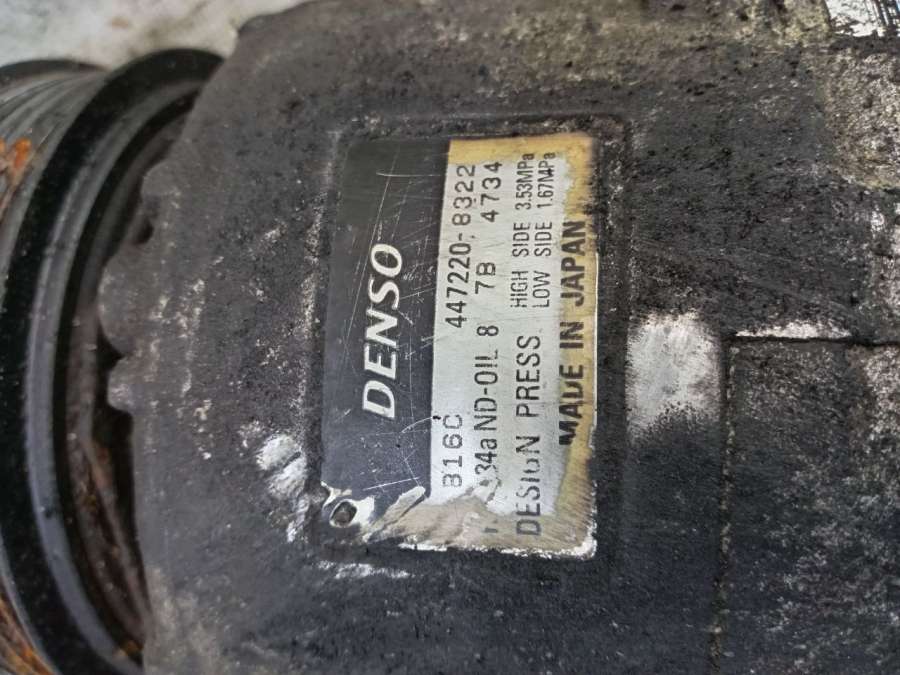 DENSO
B16C 447220-8322
34a ND-OIL 8 7B 4734
DESIGN PRESS. HIGH SIDE 3.53MPa
LOW SIDE 1.67MPa
MADE IN JAPAN